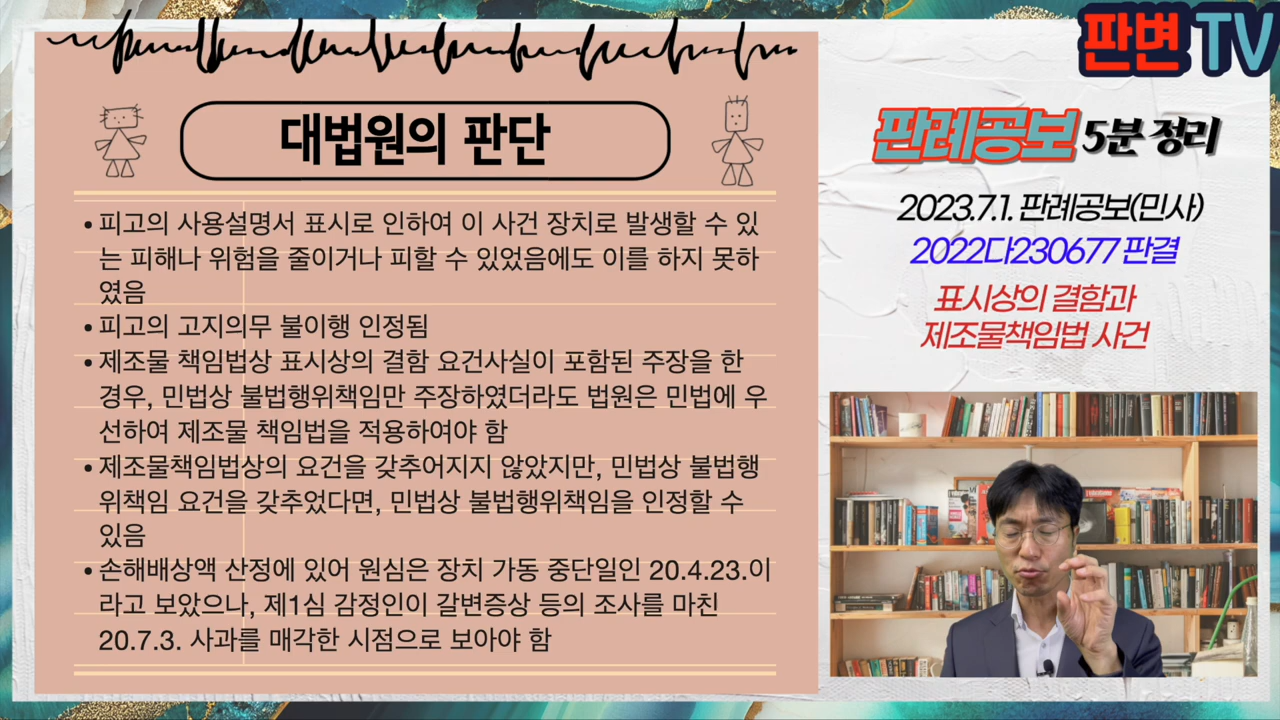 판변 TV
대법원의 판단
• 피고의 사용설명서 표시로 인하여 이 사건 장치로 발생할 수 있
는 피해나 위험을 줄이거나 피할 수 있었음에도 이를 하지 못하
였음
• 피고의 고지의무 불이행 인정됨
• 제조물 책임법상 표시상의 결함 요건사실이 포함된 주장을 한
경우, 민법상 불법행위책임만 주장하였더라도 법원은 민법에 우
선하여 제조물 책임법을 적용하여야 함
• 제조물책임법상의 요건을 갖추어지지 않았지만, 민법상 불법행
위책임 요건을 갖추었다면, 민법상 불법행위책임을 인정할 수
있음
• 손해배상액 산정에 있어 원심은 장치 가동 중단일인 20.4.23.이
라고 보았으나, 제1심 감정인이 갈변증상 등의 조사를 마친
20.7.3. 사과를 매각한 시점으로 보아야 함
판례공보 5분 정리
2023.7.1. 판례공보(민사)
2022다230677 판결
표시상의 결함과
제조물책임법 사건